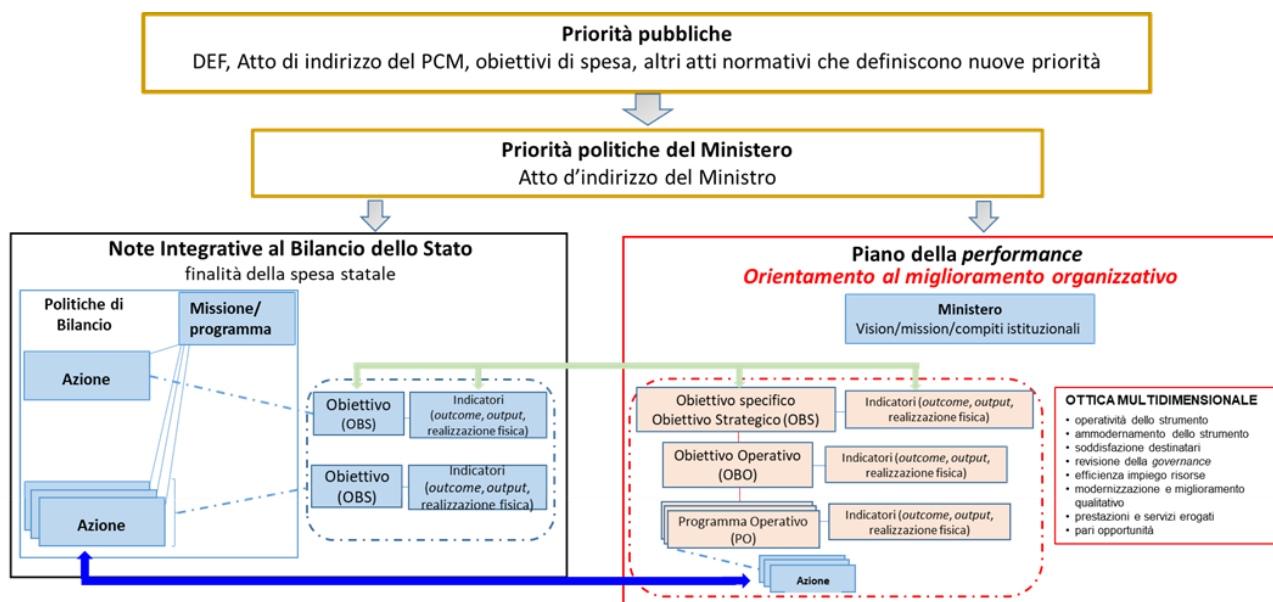 Priorità pubbliche
DEF, Atto di indirizzo del PCM, obiettivi di spesa, altri atti normativi che definiscono nuove priorità
Priorità politiche del Ministero
Atto d'indirizzo del Ministro
Note Integrative al Bilancio dello Stato
finalità della spesa statale
Politiche di
Bilancio
Missione/
programma
Azione
Obiettivo
(OBS)
Indicatori
(outcome, output,
realizzazione fisica)
Obiettivo
(OBS)
Indicatori
(outcome, output,
realizzazione fisica)
Azione
Piano della performance
Orientamento al miglioramento organizzativo
Ministero
Vision/mission/compiti istituzionali
Obiettivo specifico
Obiettivo Strategico (OBS)
Indicatori (outcome, output,
realizzazione fisica)
Obiettivo Operativo
(OBO)
Indicatori (outcome, output,
realizzazione fisica)
Programma Operativo
(PO)
Indicatori (outcome, output,
realizzazione fisica)
Azione
OTTICA MULTIDIMENSIONALE
• operatività dello strumento
• ammodernamento dello strumento
• soddisfazione destinatari
• revisione della governance
• efficienza impiego risorse
• modernizzazione e miglioramento
qualitativo
• prestazioni e servizi erogati
• pari opportunità